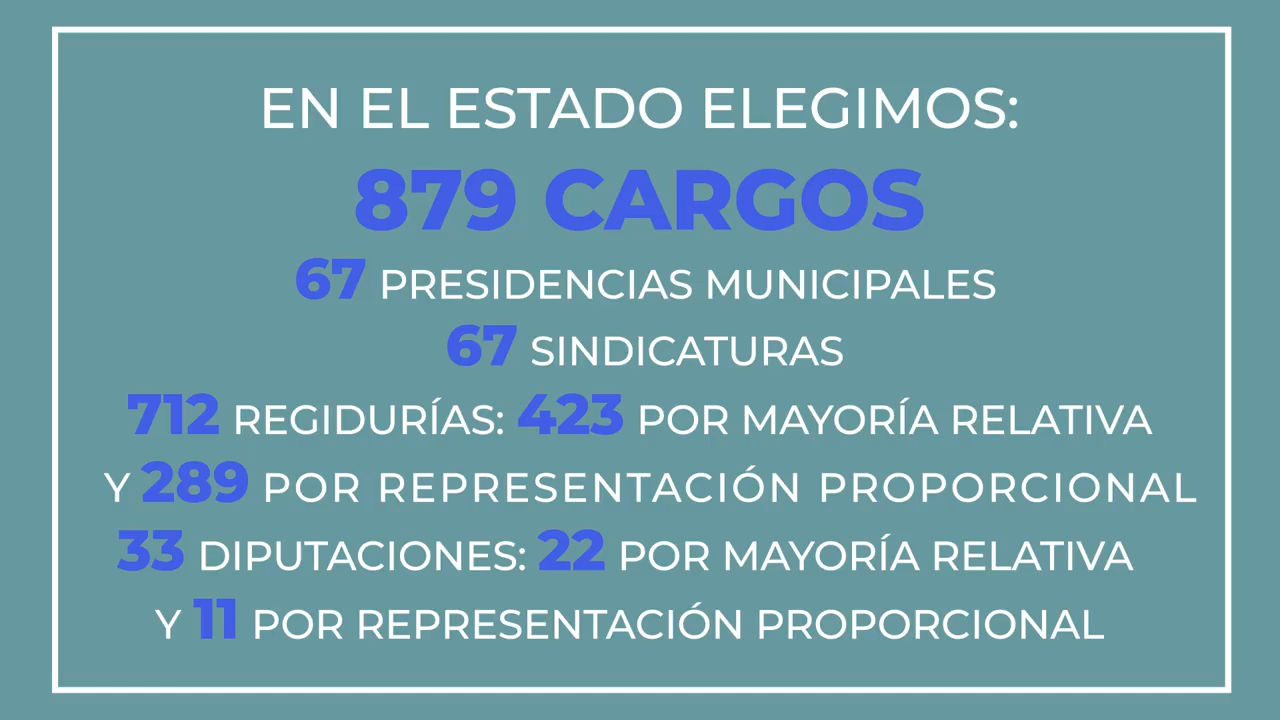 EN EL ESTADO ELEGIMOS:
879 CARGOS
67 PRESIDENCIAS MUNICIPALES
67 SINDICATURAS
712 REGIDURÍAS: 423 POR MAYORÍA RELATIVA
Y 289 POR REPRESENTACIÓN PROPORCIONAL
33 DIPUTACIONES: 22 POR MAYORÍA RELATIVA
Y 11 POR REPRESENTACIÓN PROPORCIONAL